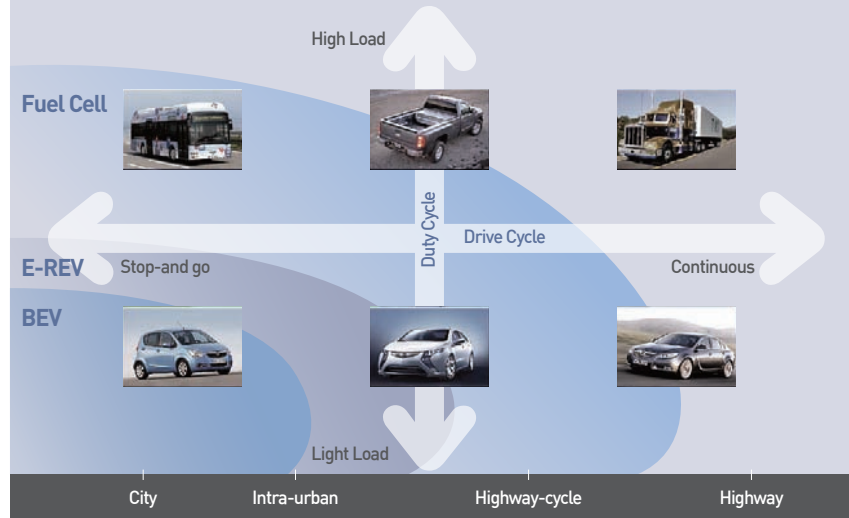 High Load
Fuel Cell
Duty Cycle
Drive Cycle
E-REV
Stop-and go
Continuous
BEV
Light Load
City
Intra-urban
Highway-cycle
Highway